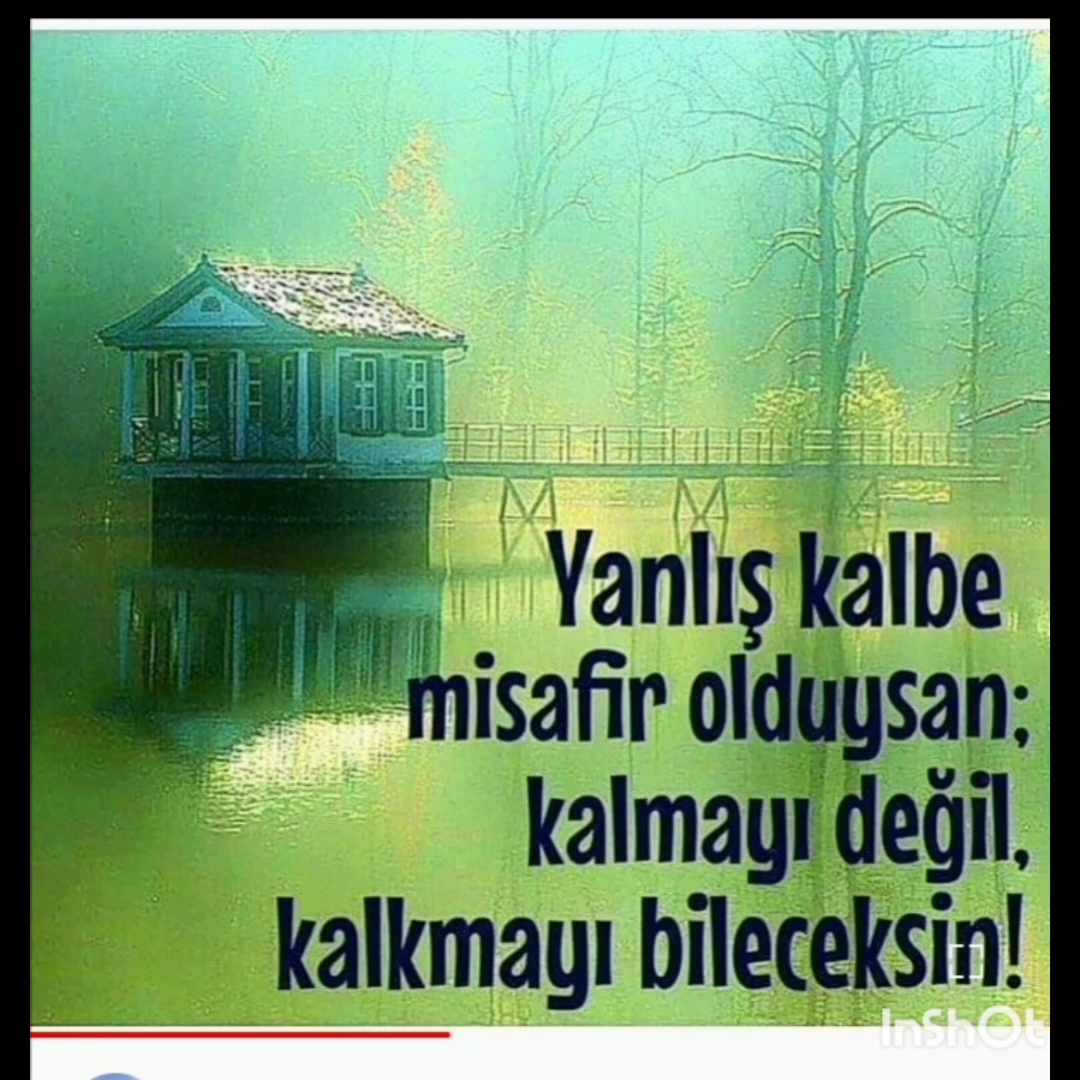 Yanlış kalbe
misafir olduysan;
kalmayı değil,
kalkmayı bileceksin!
InShOt